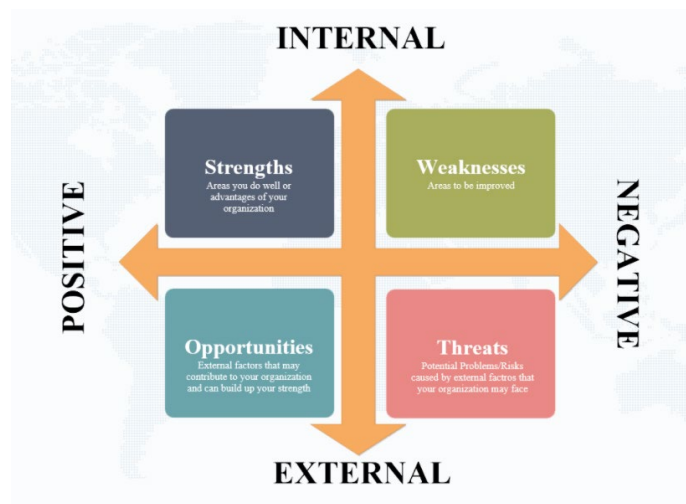 INTERNAL
Strengths
Areas you do well or
advantages of your
organization
Weaknesses
Areas to be improved
POSITIVE
NEGATIVE
Opportunities
External factors that may
contribute to your organization
and can build up your strength
Threats
Potential Problems/Risks
caused by external factros that
your organization may face
EXTERNAL